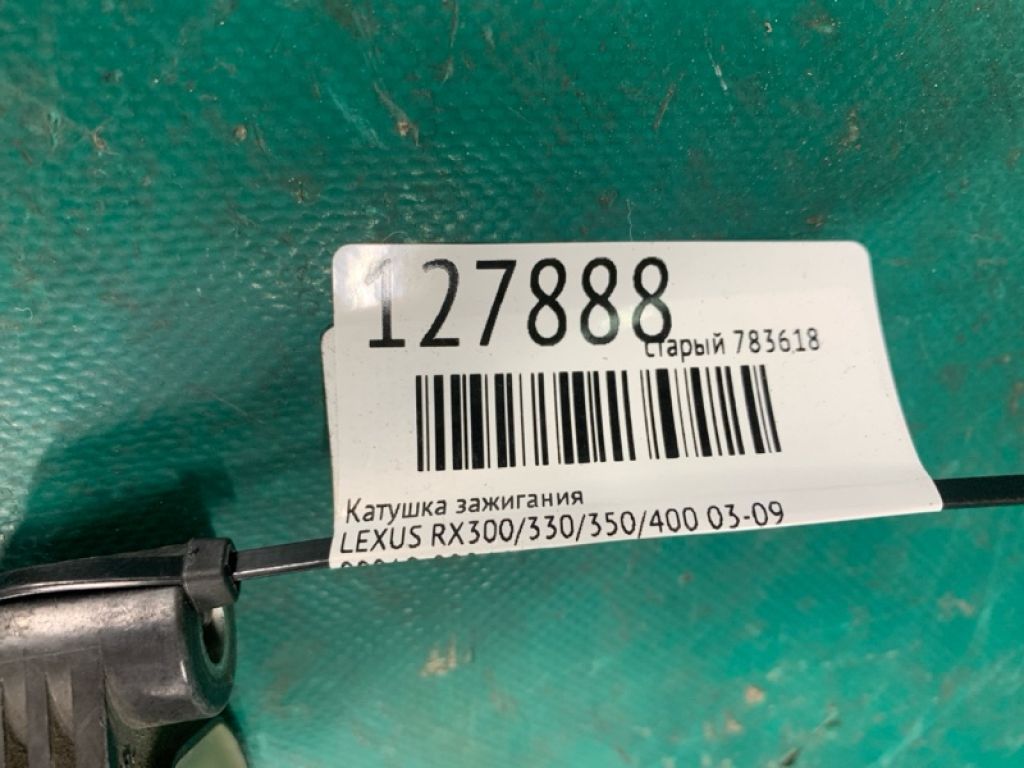 127888
старый 783618
Катушка зажигания
LEXUS RX300/330/350/400 03-09